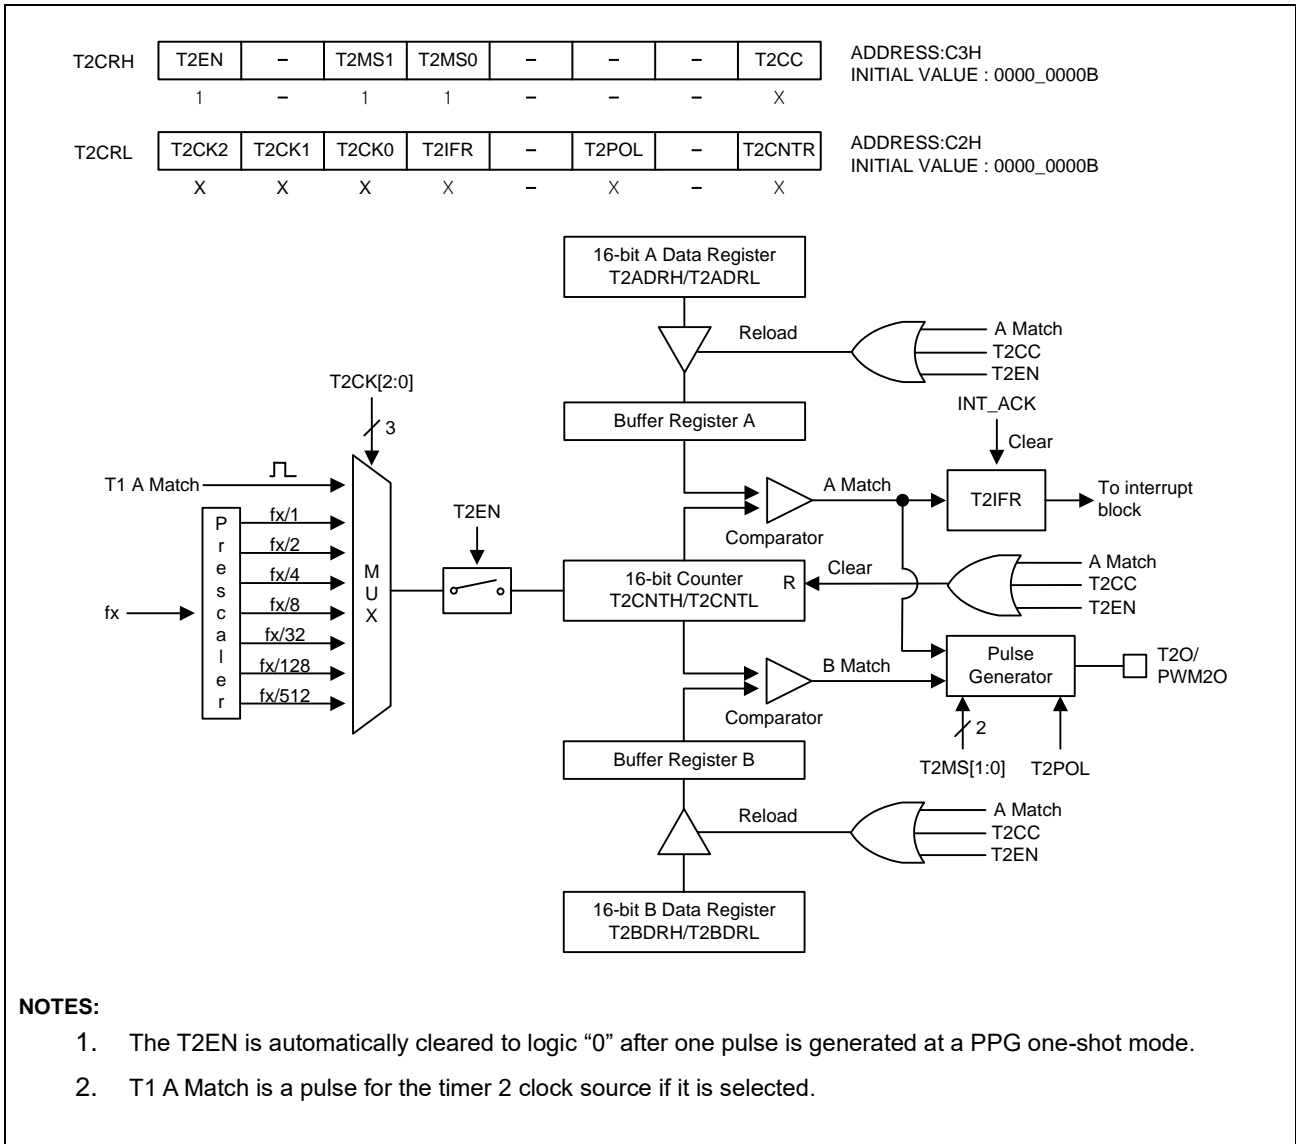 T2CRH T2EN – T2MS1 T2MS0 – – – T2CC ADDRESS:C3H
INITIAL VALUE : 0000_0000B
1 – 1 1 – – – X
T2CRL T2CK2 T2CK1 T2CK0 T2IFR – T2POL – T2CNTR ADDRESS:C2H
INITIAL VALUE : 0000_0000B
X X X X – X – X
16-bit A Data Register
T2ADRH/T2ADRL
Reload
A Match
T2CC
T2EN
T2CK[2:0]
3
Buffer Register A
INT_ACK
Clear
T1 A Match
A Match
T2IFR
To interrupt
block
Comparator
Prescaler
fx/1
fx/2
fx/4
fx/8
fx/32
fx/128
fx/512
fx
MUX
T2EN
16-bit Counter
T2CNTH/T2CNTL
R
Clear
A Match
T2CC
T2EN
B Match
Comparator
Pulse
Generator
T2O/
PWM2O
2
T2MS[1:0]
T2POL
Buffer Register B
Reload
A Match
T2CC
T2EN
16-bit B Data Register
T2BDRH/T2BDRL
NOTES:
1. The T2EN is automatically cleared to logic “0” after one pulse is generated at a PPG one-shot mode.
2. T1 A Match is a pulse for the timer 2 clock source if it is selected.